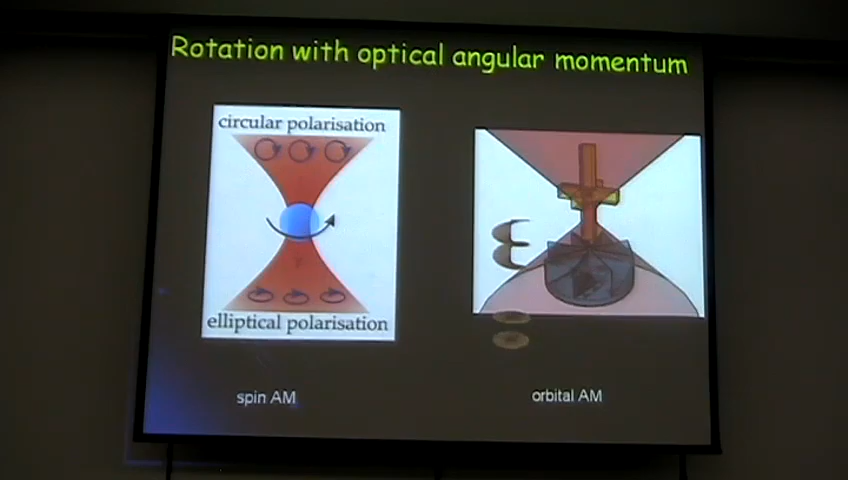 Rotation with optical angular momentum
circular polarisation
elliptical polarisation
spin AM
orbital AM